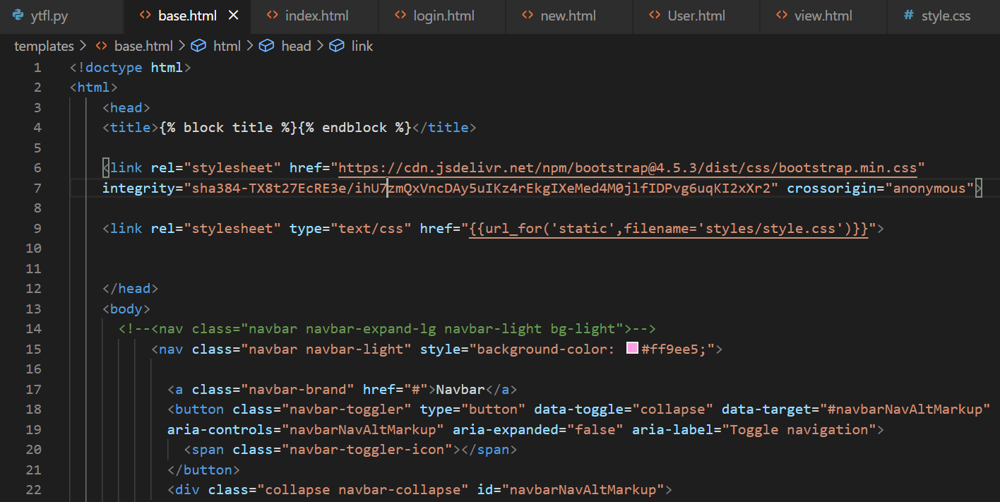 ytfl.py base.html index.html login.html new.html User.html view.html # style.css
templates > base.html > html > head > link
1 <!doctype html>
2 <html>
3 <head>
4 <title>{% block title %}{% endblock %}</title>
5
6 <link rel="stylesheet" href="https://cdn.jsdelivr.net/npm/bootstrap@4.5.3/dist/css/bootstrap.min.css"
7 integrity="sha384-TX8t27EcRE3e/ihU7zmQxVncDAy5uIKz4rEkgIXeMed4M0jlfIDPvg6uqKI2xXr2" crossorigin="anonymous">
8
9 <link rel="stylesheet" type="text/css" href="{{url_for('static',filename='styles/style.css')}}">
10
11
12 </head>
13 <body>
14 <!--<nav class="navbar navbar-expand-lg navbar-light bg-light">-->
15 <nav class="navbar navbar-light" style="background-color: #ff9ee5;">
16
17 <a class="navbar-brand" href="#">Navbar</a>
18 <button class="navbar-toggler" type="button" data-toggle="collapse" data-target="#navbarNavAltMarkup"
19 aria-controls="navbarNavAltMarkup" aria-expanded="false" aria-label="Toggle navigation">
20 <span class="navbar-toggler-icon"></span>
21 </button>
22 <div class="collapse navbar-collapse" id="navbarNavAltMarkup">